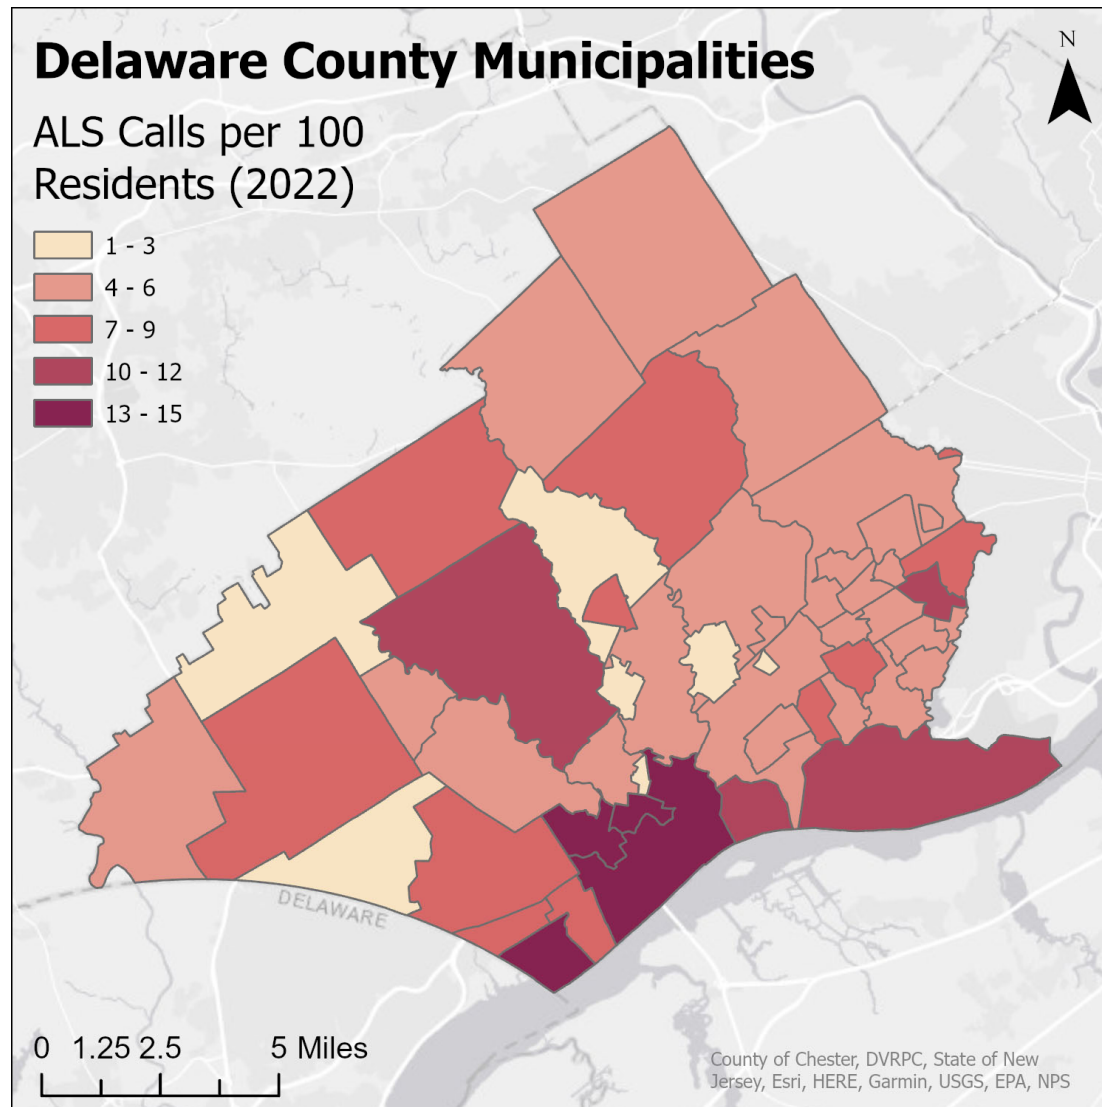 Delaware County Municipalities
N
ALS Calls per 100
Residents (2022)
1 - 3
4 - 6
7 - 9
10 - 12
13 - 15
DELAWARE
0 1.25 2.5 5 Miles
County of Chester, DVRPC, State of New
Jersey, Esri, HERE, Garmin, USGS, EPA, NPS